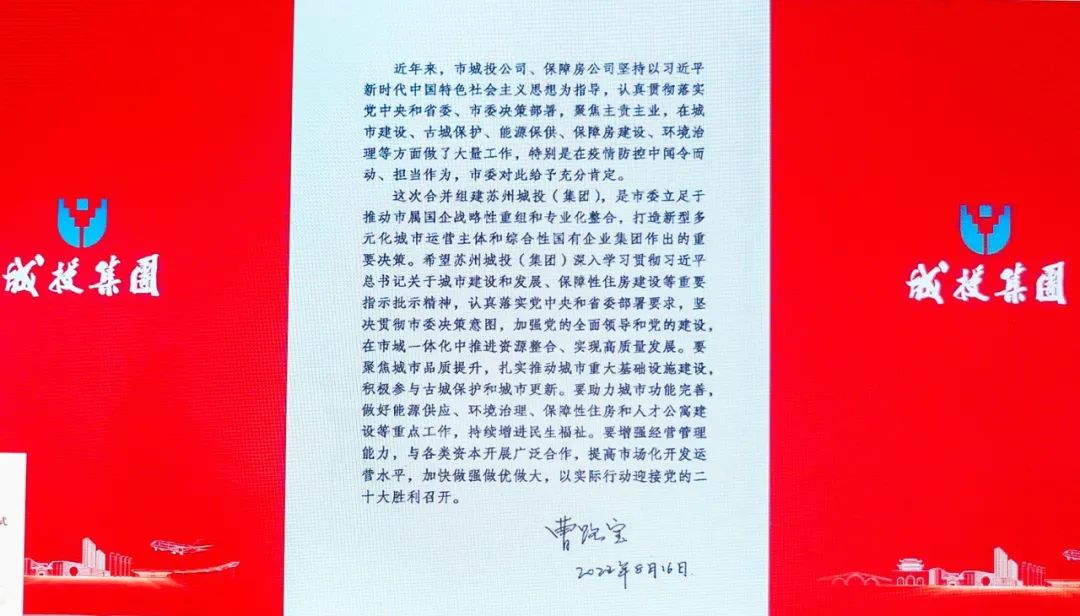 近年来，市城投公司、保障房公司坚持以习近平
新时代中国特色社会主义思想为指导，认真贯彻落实
党中央和省委、市委决策部署，聚焦主责主业，在城
市建设、古城保护、能源保供、保障房建设、环境治
理等方面做了大量工作，特别是在疫情防控中闻令而
动、担当作为，市委对此给予充分肯定。
这次合并组建苏州城投（集团），是市委立足于
推动市属国企战略性重组和专业化整合，打造新型多
元化城市运营主体和综合性国有企业集团作出的重
要决策。希望苏州城投（集团）深入学习贯彻习近平
总书记关于城市建设和发展、保障性住房建设等重要
指示批示精神，认真落实党中央和省委部署要求，坚
决贯彻市委决策意图，加强党的全面领导和党的建设，
在市域一体化中推进资源整合、实现高质量发展。要
聚焦城市品质提升，扎实推动城市重大基础设施建设，
积极参与古城保护和城市更新。要助力城市功能完善，
做好能源供应、环境治理、保障性住房和人才公寓建
设等重点工作，持续增进民生福祉。要增强经营管理
能力，与各类资本开展广泛合作，提高市场化开发运
营水平，加快做强做优做大，以实际行动迎接党的二
十大胜利召开。
曹路宝
2022年8月16日.
城投集团
城投集团
式